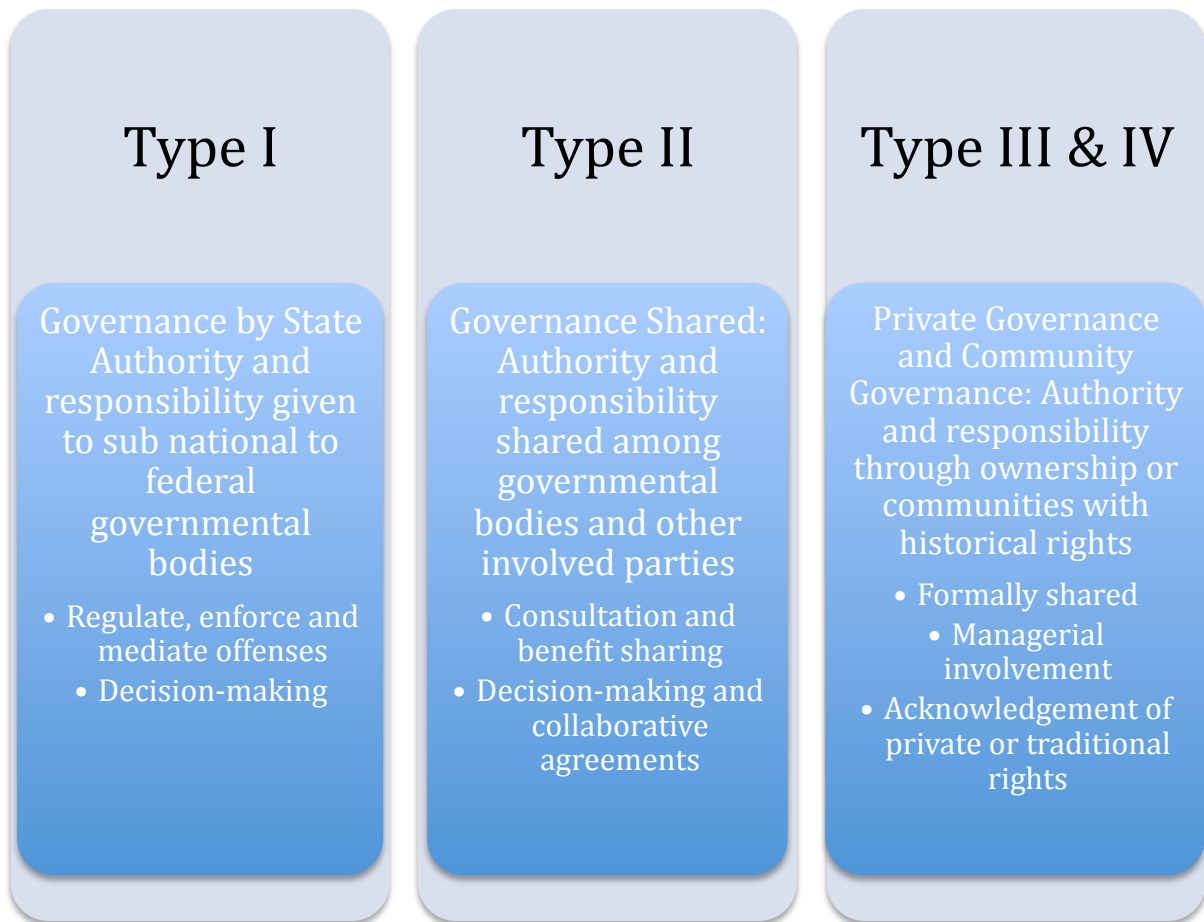 Type I
Governance by State
Authority and
responsibility given
to sub national to
federal
governmental
bodies
• Regulate, enforce and
mediate offenses
• Decision-making
Type II
Governance Shared:
Authority and
responsibility
shared among
governmental
bodies and other
involved parties
• Consultation and
benefit sharing
• Decision-making and
collaborative
agreements
Type III & IV
Private Governance
and Community
Governance: Authority
and responsibility
through ownership or
communities with
historical rights
• Formally shared
• Managerial
involvement
• Acknowledgement of
private or traditional
rights